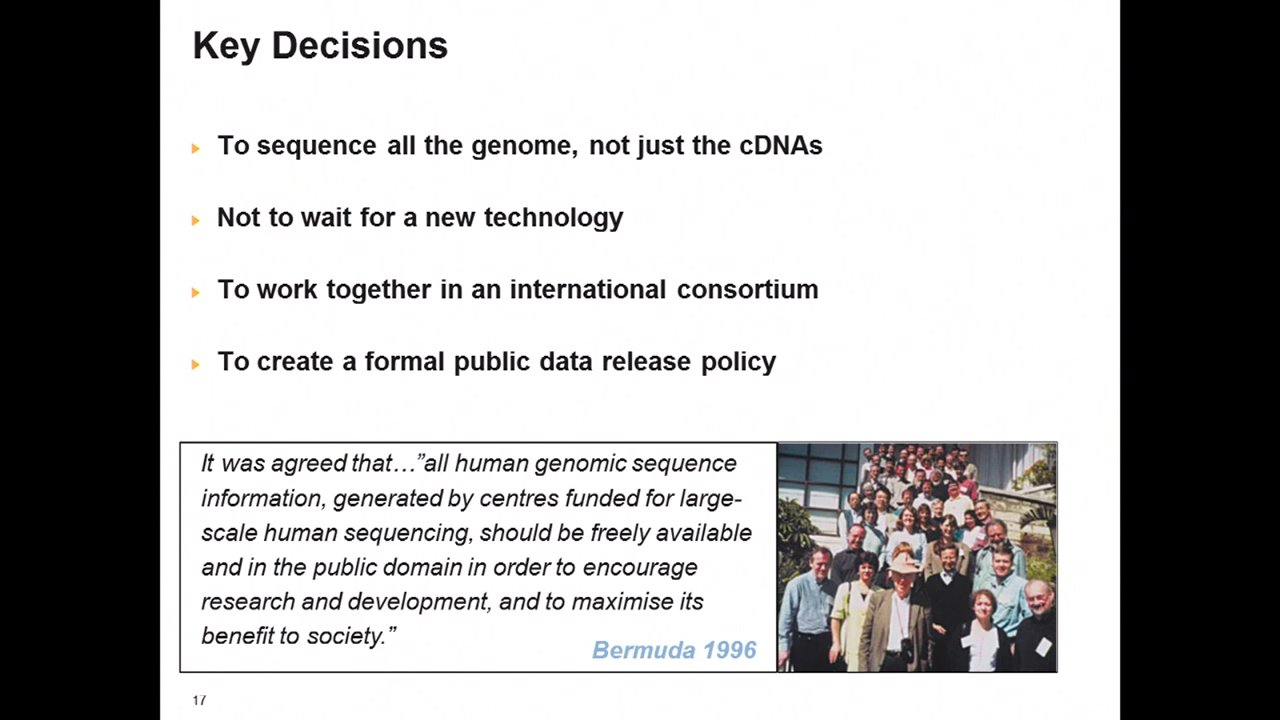 Key Decisions
To sequence all the genome, not just the cDNAs
Not to wait for a new technology
To work together in an international consortium
To create a formal public data release policy
It was agreed that…”all human genomic sequence
information, generated by centres funded for large-
scale human sequencing, should be freely available
and in the public domain in order to encourage
research and development, and to maximise its
benefit to society.”
Bermuda 1996
17